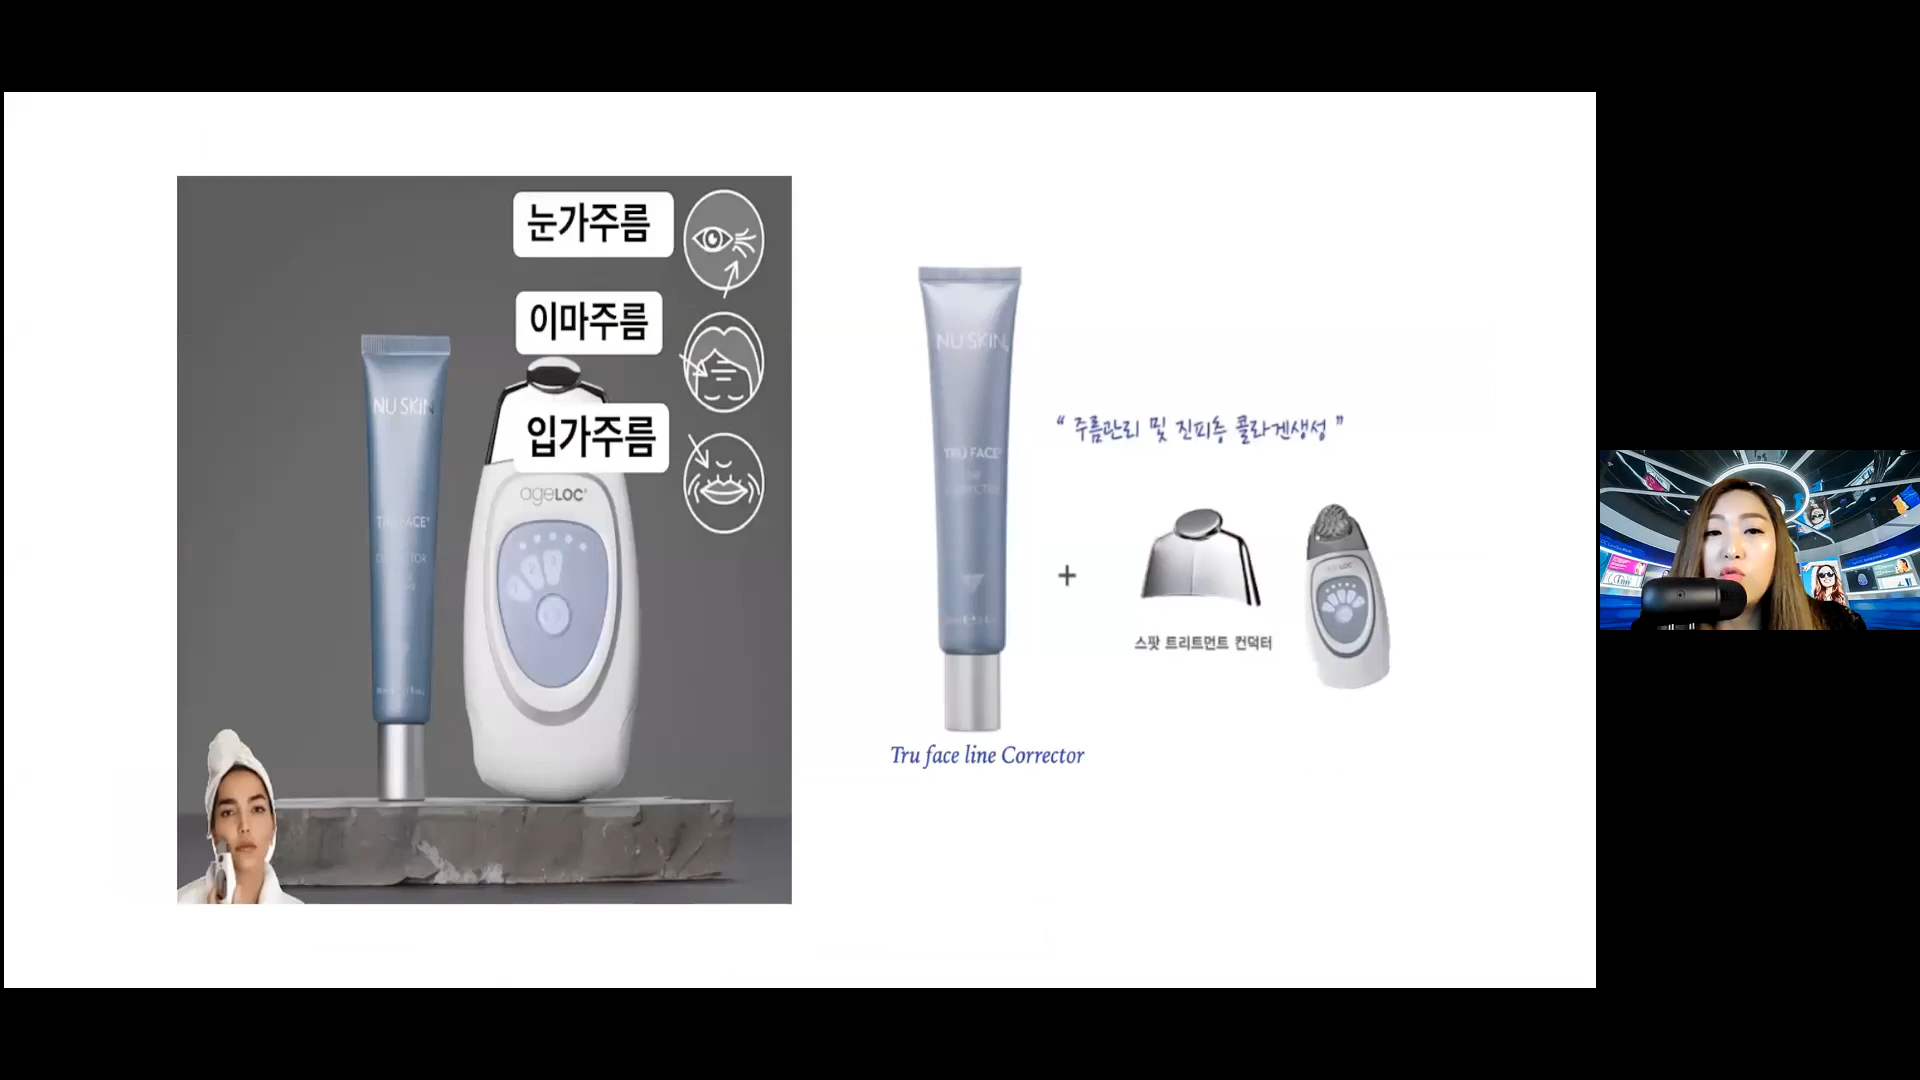 눈가주름
이마주름
입가주름
NU SKIN
TRU FACE
ageLOC
NU SKIN
TRU FACE
“ 주름관리 및 진피층 콜라겐생성 ”
+
스팟 트리트먼트 컨덕터
ageLOC
Tru face line Corrector